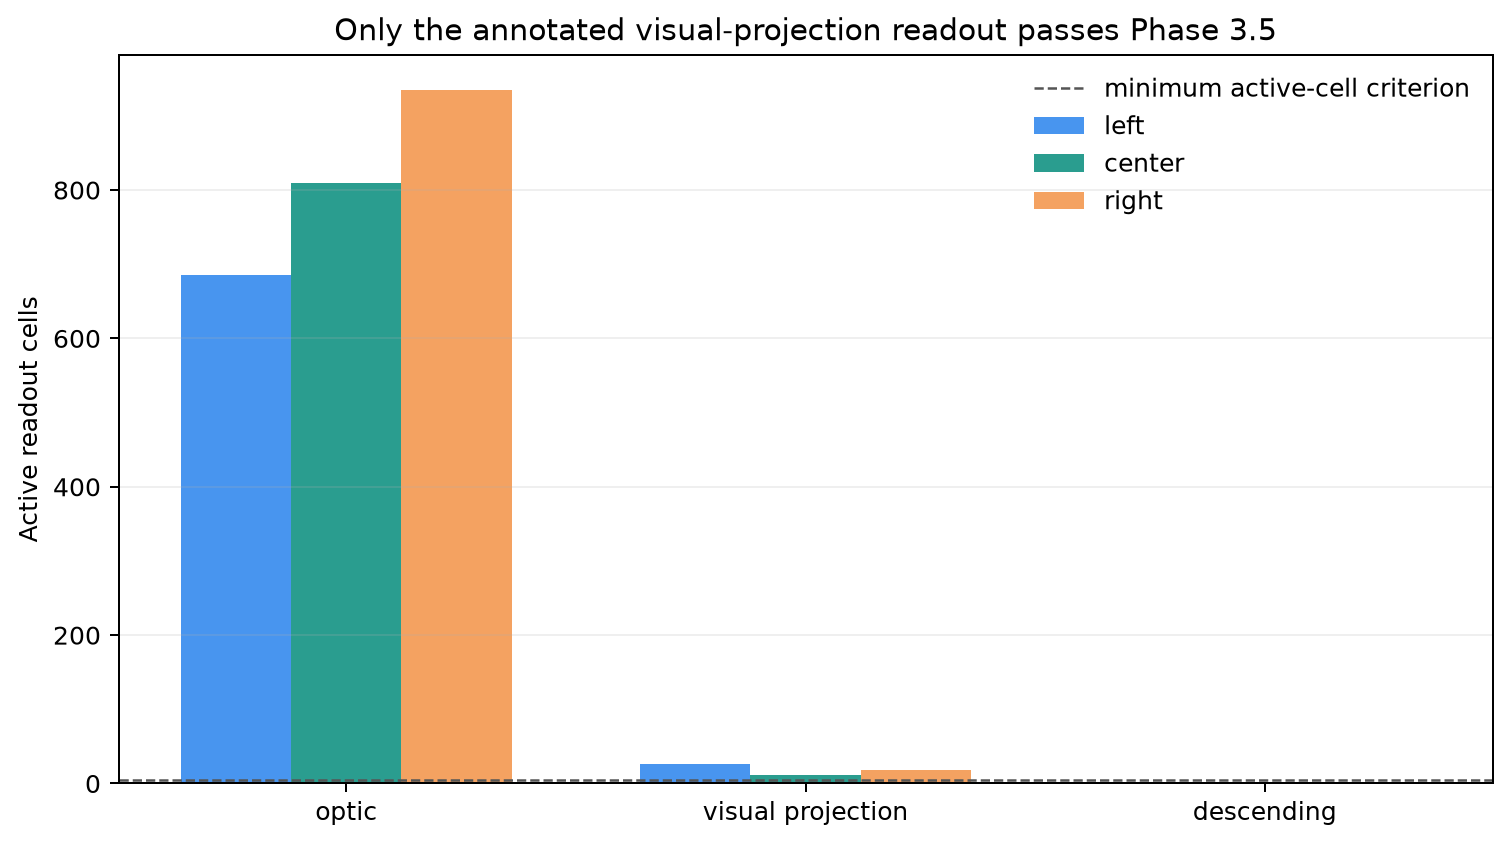 Only the annotated visual-projection readout passes Phase 3.5
minimum active-cell criterion
left
center
right
Active readout cells
800
600
400
200
0
optic
visual projection
descending